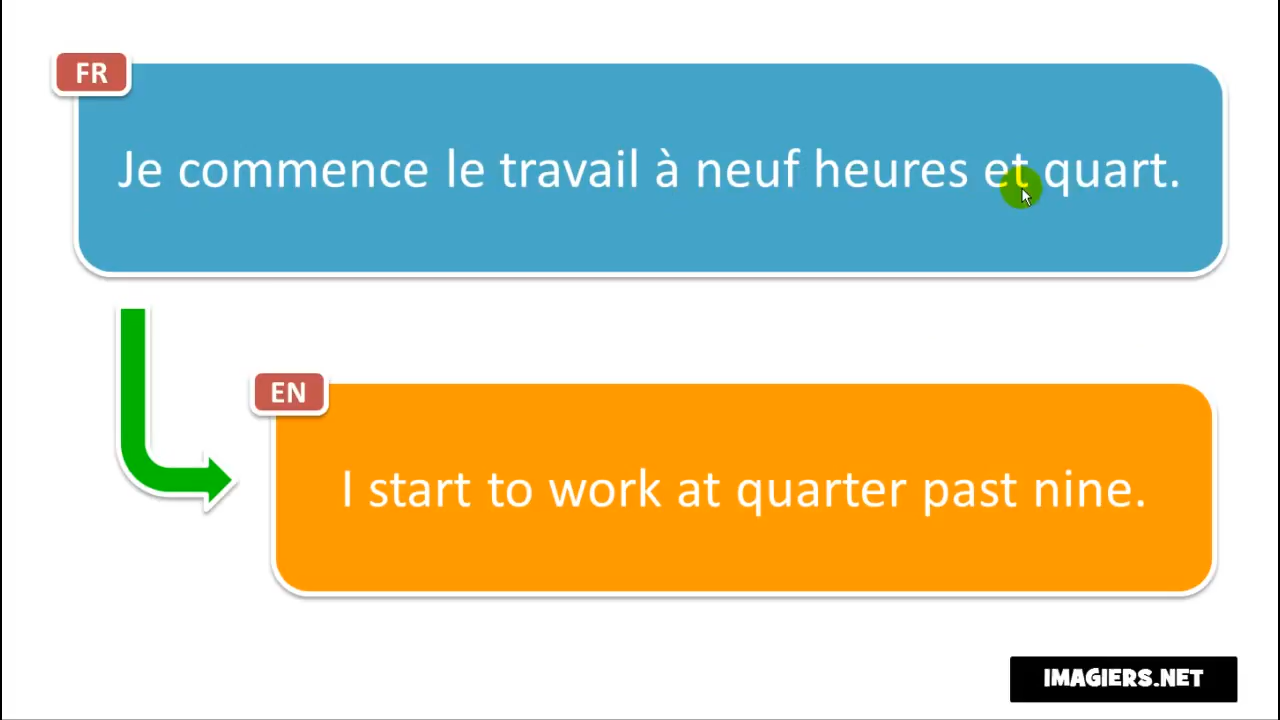 FR
Je commence le travail à neuf heures et quart.
EN
I start to work at quarter past nine.
IMAGIERS.NET